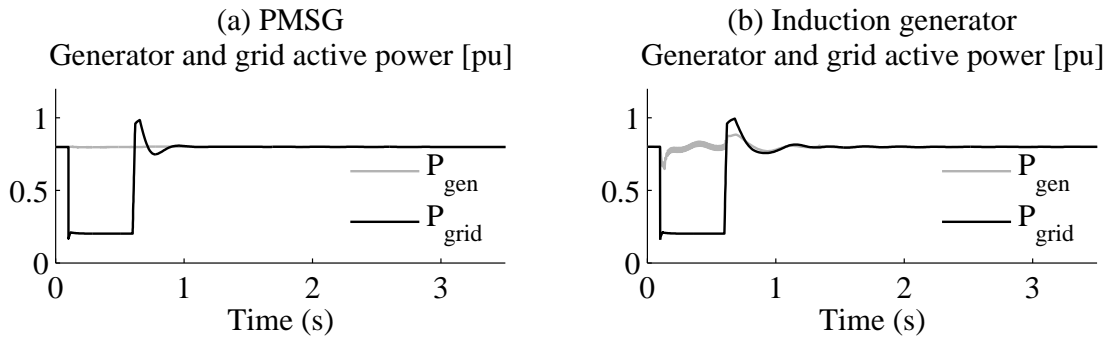 (a) PMSG
Generator and grid active power [pu]
1
0.5
0
P_gen
P_grid
0 1 2 3
Time (s)
(b) Induction generator
Generator and grid active power [pu]
1
0.5
0
P_gen
P_grid
0 1 2 3
Time (s)